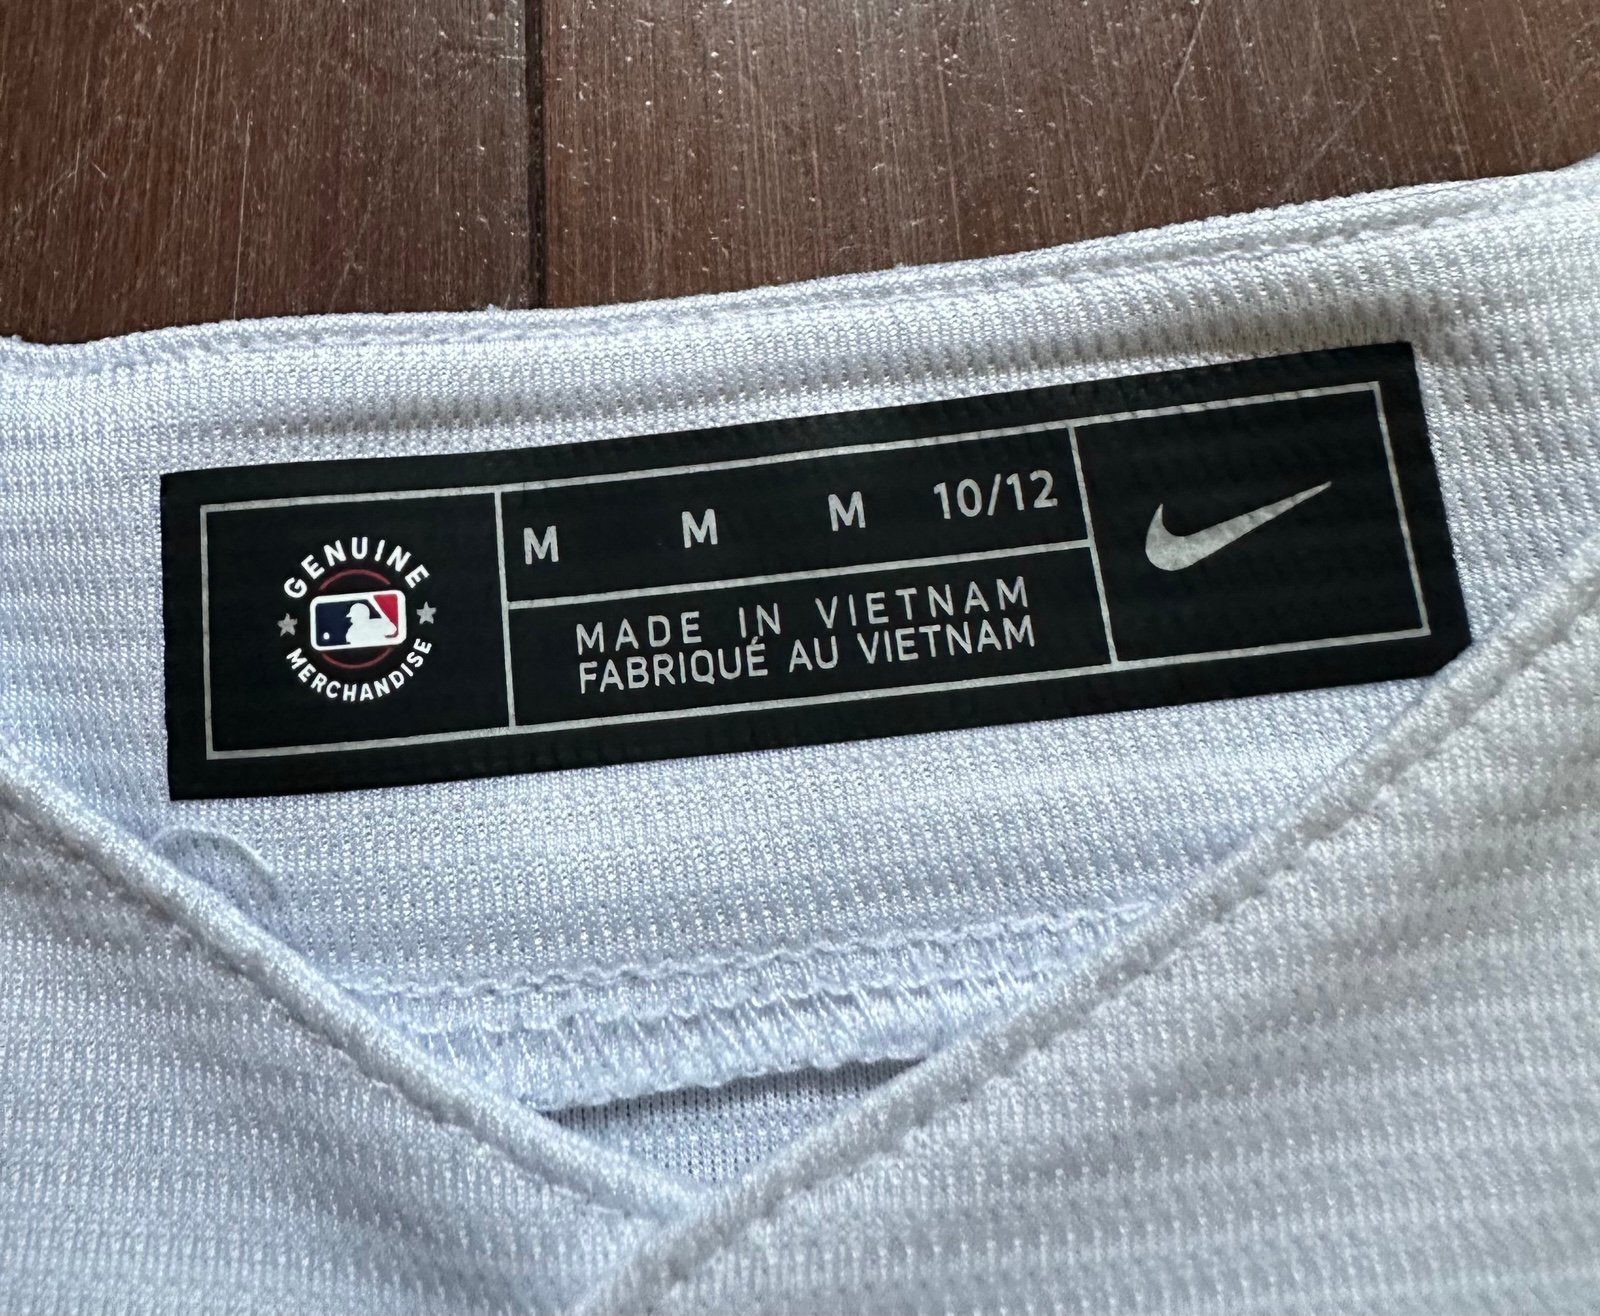 GENUINE
MERCHANDISE
M M M 10/12
MADE IN VIETNAM
FABRIQUÉ AU VIETNAM